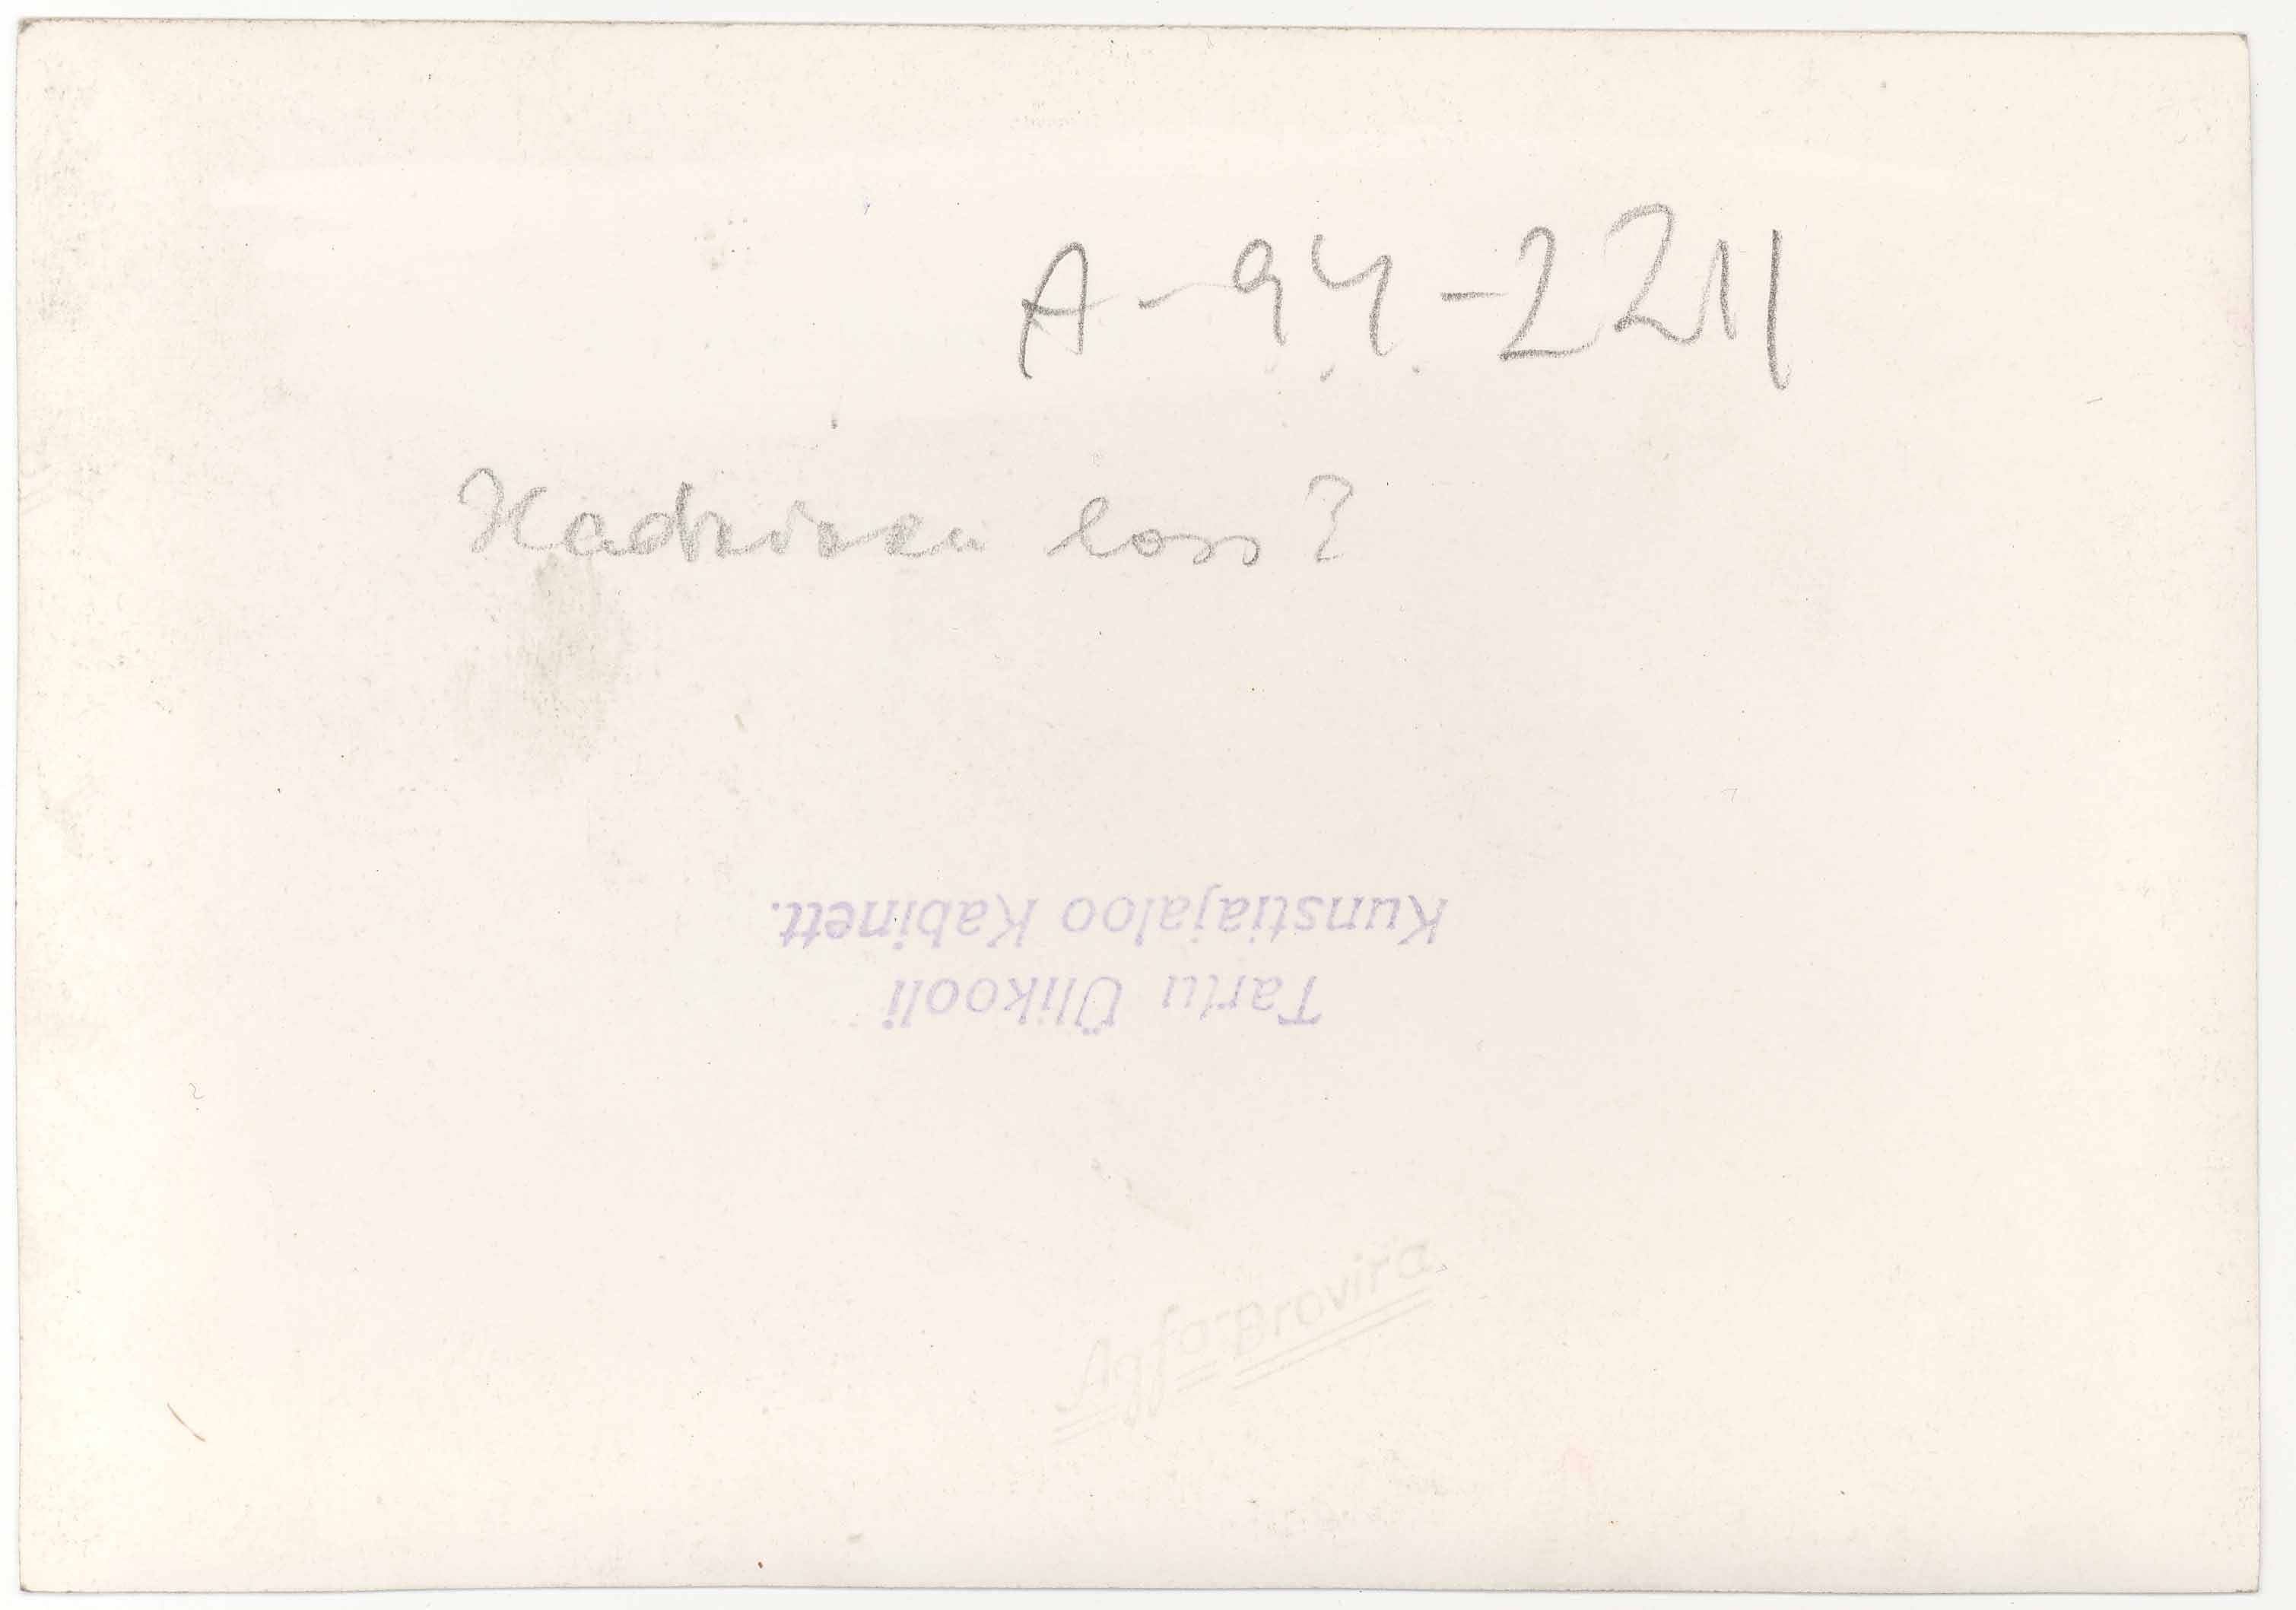 A-94-2211
Kadrioru loss?
Tartu Ülikooli
Kunstiajaloo Kabinett.
Agfa-Brovira